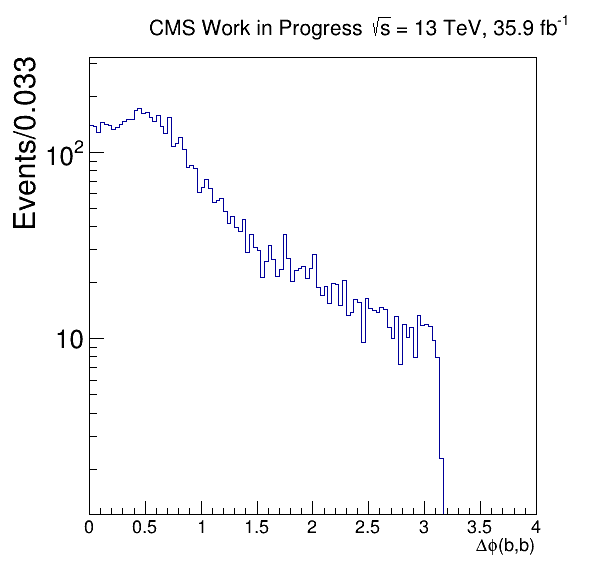 CMS Work in Progress √s = 13 TeV, 35.9 fb⁻¹
Events/0.033
10²
10
0 0.5 1 1.5 2 2.5 3 3.5 4
Δϕ(b,b)